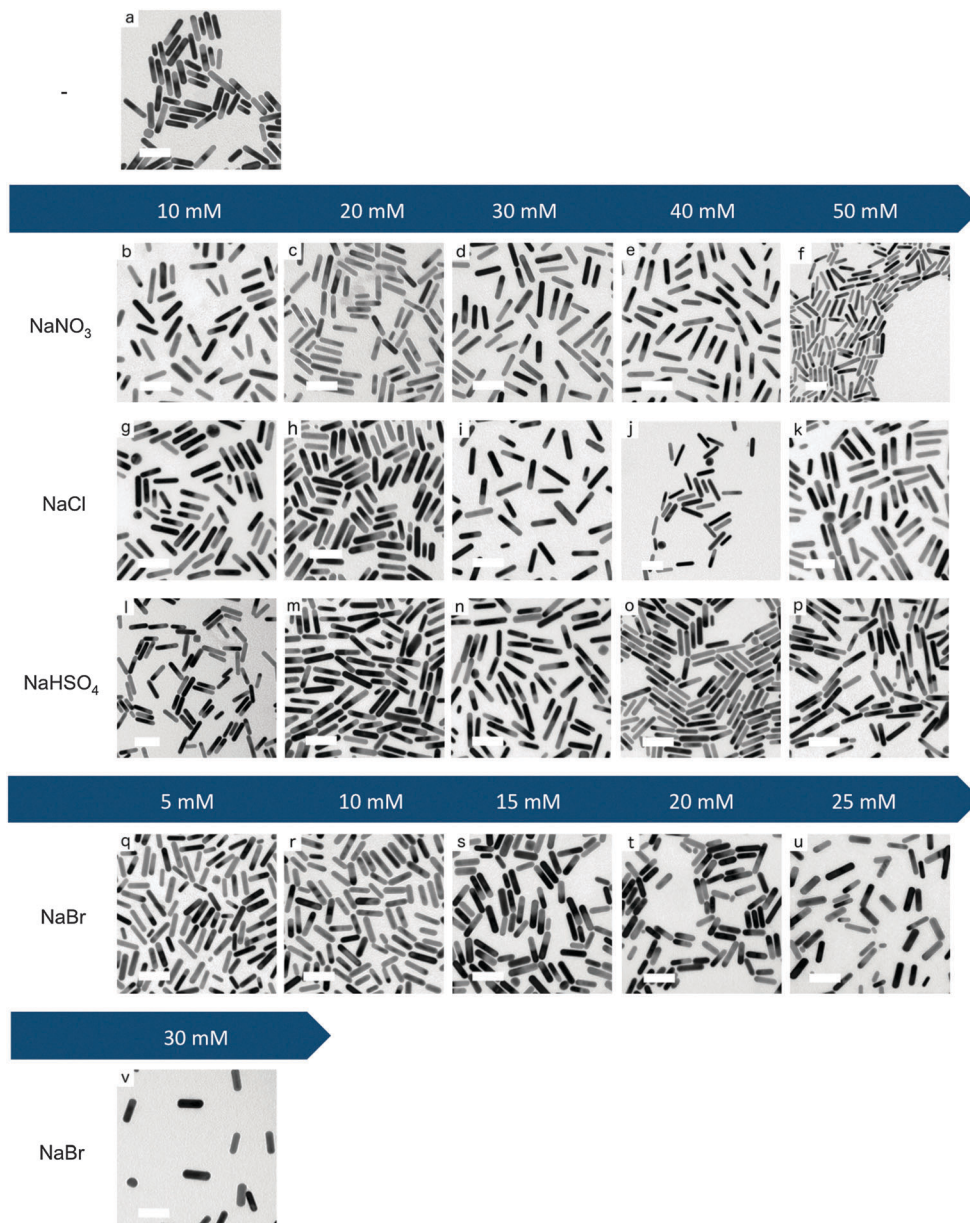 a
-
10 mM 20 mM 30 mM 40 mM 50 mM
b c d e f
NaNO₃
g h i j k
NaCl
l m n o p
NaHSO₄
5 mM 10 mM 15 mM 20 mM 25 mM
q r s t u
NaBr
30 mM
v
NaBr